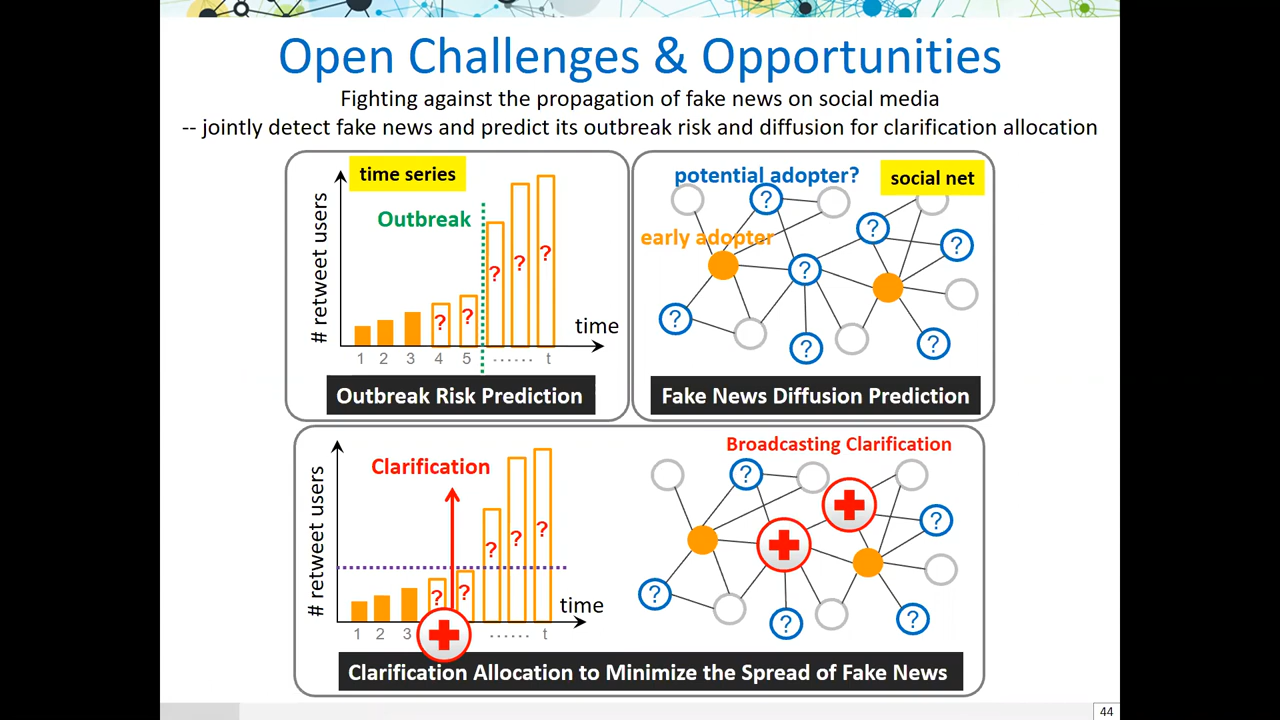 Open Challenges & Opportunities
Fighting against the propagation of fake news on social media
-- jointly detect fake news and predict its outbreak risk and diffusion for clarification allocation
time series
Outbreak
# retweet users
? ? ? ? ?
time
1 2 3 4 5 ...... t
Outbreak Risk Prediction
potential adopter?
social net
early adopter
? ? ? ? ? ? ?
Fake News Diffusion Prediction
Clarification
# retweet users
? ? ? ? ?
time
1 2 3 ...... t
Broadcasting Clarification
? ? ? ? ?
Clarification Allocation to Minimize the Spread of Fake News
44